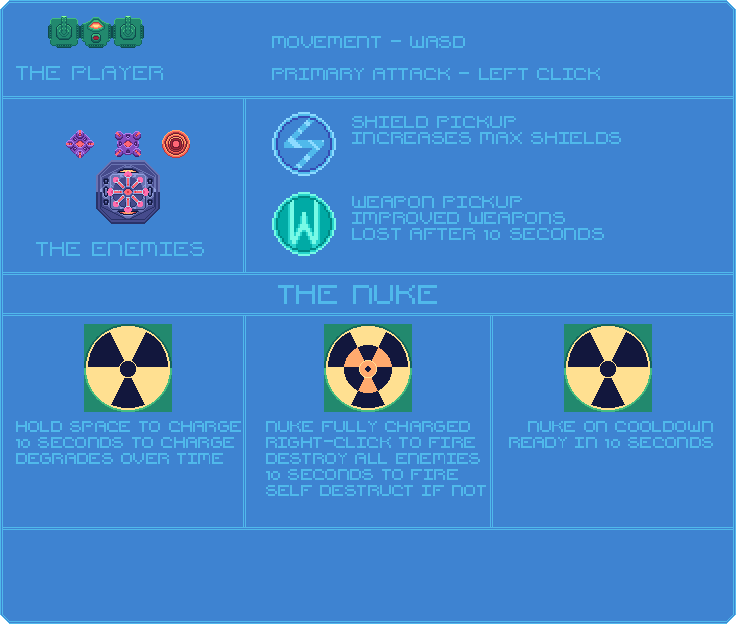 MOVEMENT - WASD
THE PLAYER
PRIMARY ATTACK - LEFT CLICK
SHIELD PICKUP
INCREASES MAX SHIELDS
WEAPON PICKUP
IMPROVED WEAPONS
LOST AFTER 10 SECONDS
W
THE ENEMIES
THE NUKE
HOLD SPACE TO CHARGE
10 SECONDS TO CHARGE
DEGRADES OVER TIME
NUKE FULLY CHARGED
RIGHT-CLICK TO FIRE
DESTROY ALL ENEMIES
10 SECONDS TO FIRE
SELF DESTRUCT IF NOT
NUKE ON COOLDOWN
READY IN 10 SECONDS